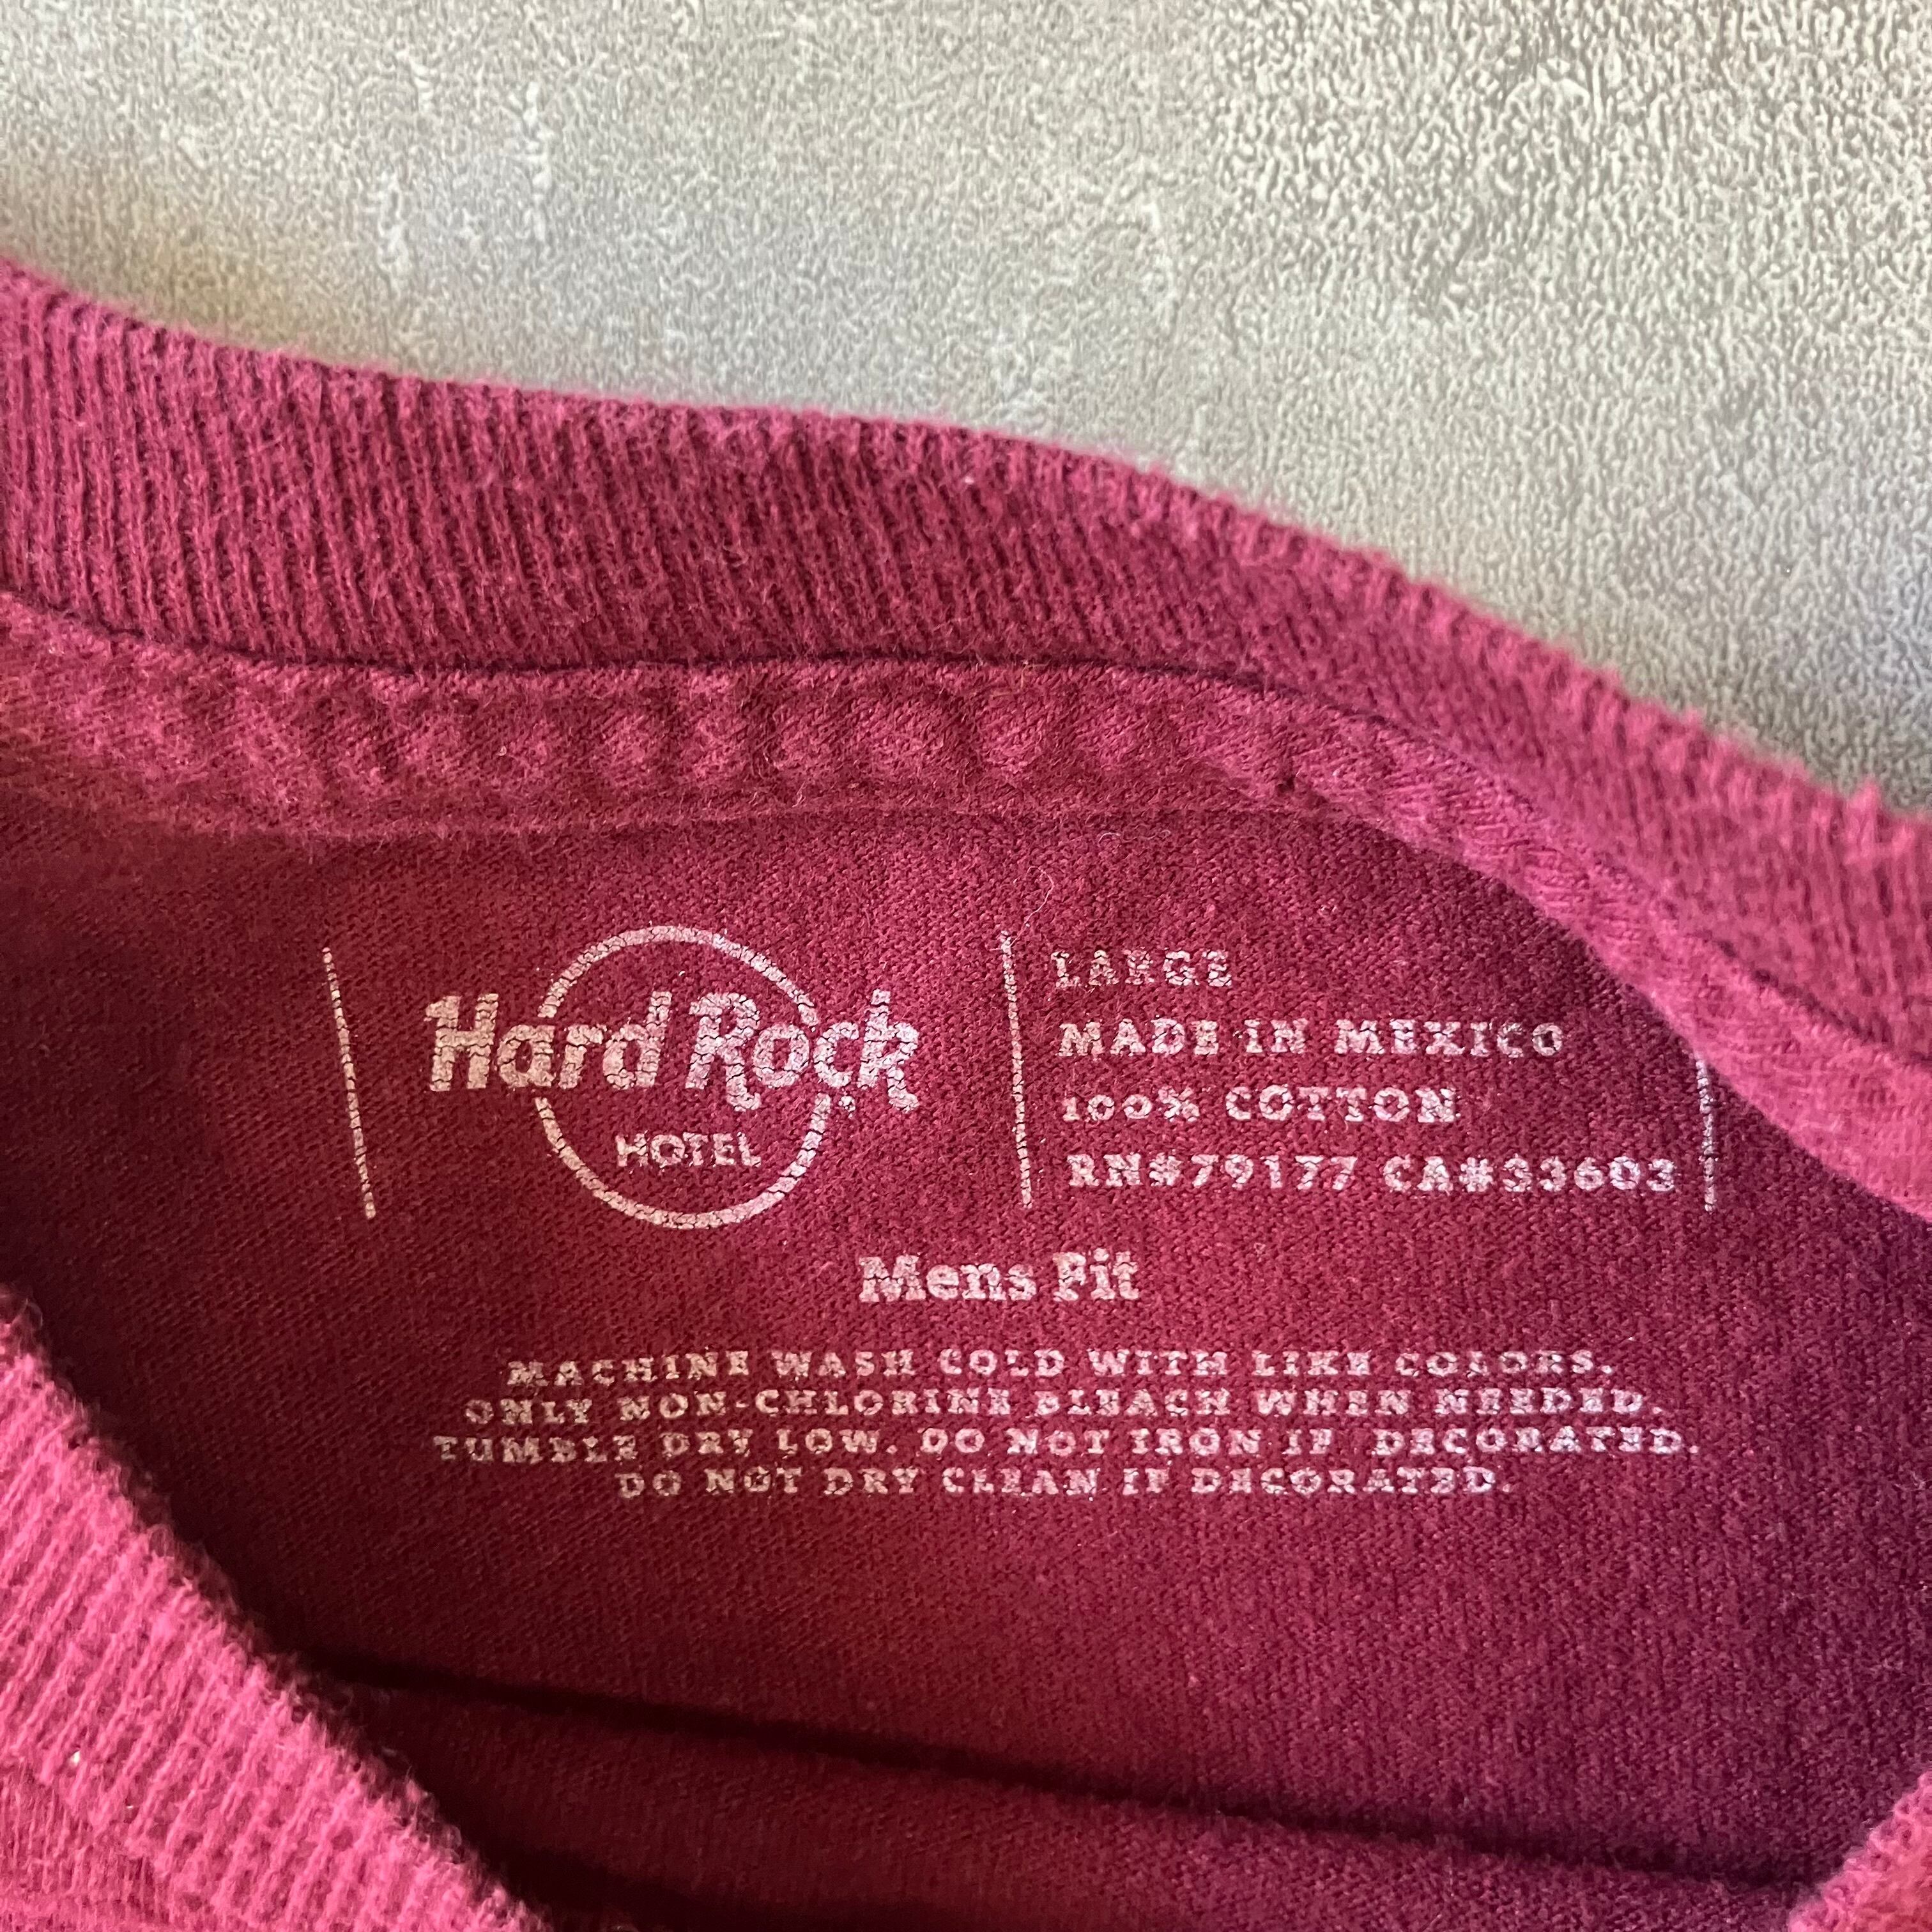 Hard Rock
HOTEL
LARGE
MADE IN MEXICO
100% COTTON
RN#79177 CA#33603
Mens Fit
MACHINE WASH COLD WITH LIKE COLORS.
ONLY NON-CHLORINE BLEACH WHEN NEEDED.
TUMBLE DRY LOW. DO NOT IRON IF DECORATED.
DO NOT DRY CLEAN IF DECORATED.